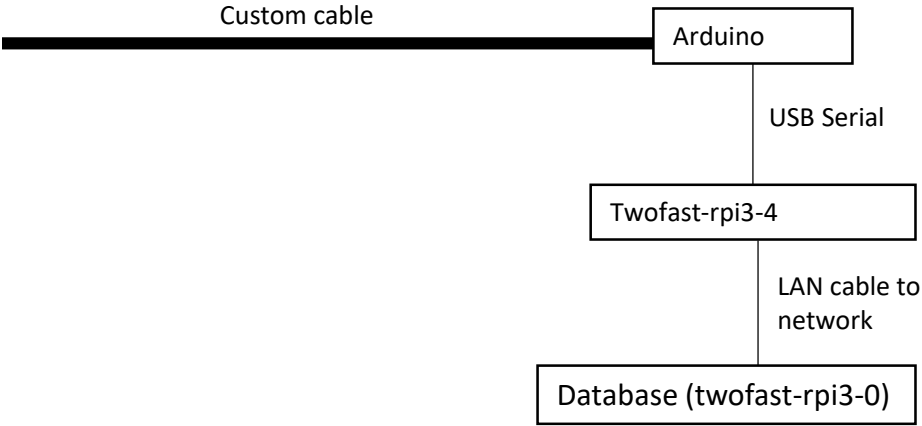 Custom cable
Arduino
USB Serial
Twofast-rpi3-4
LAN cable to
network
Database (twofast-rpi3-0)